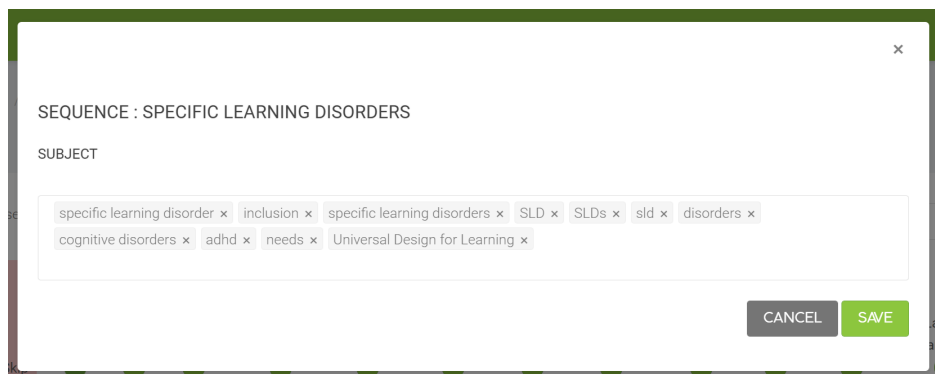 ×
SEQUENCE : SPECIFIC LEARNING DISORDERS
SUBJECT
specific learning disorder × inclusion × specific learning disorders × SLD × SLDs × sld × disorders ×
cognitive disorders × adhd × needs × Universal Design for Learning ×
CANCEL SAVE